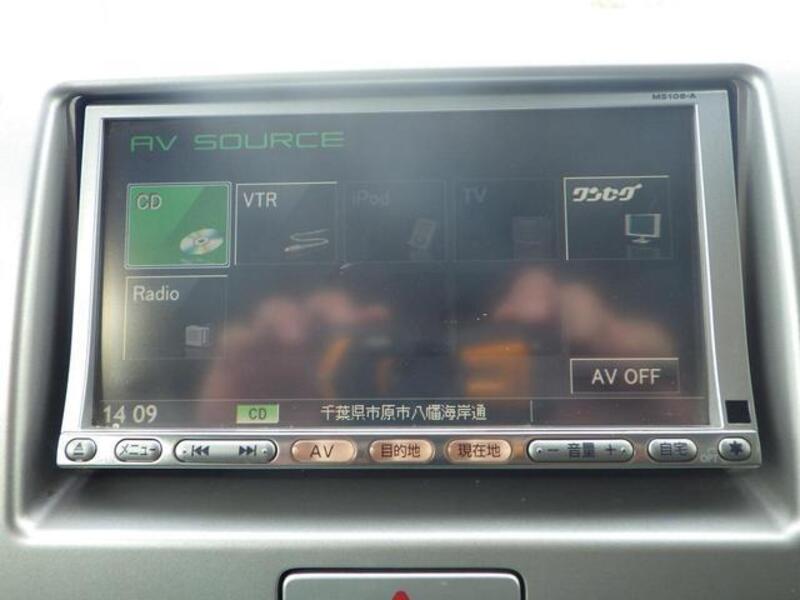 MS108-A
AV SOURCE
CD VTR iPod TV ワンセグ
Radio
AV OFF
14 09 CD 千葉県市原市八幡海岸通
メニュー AV 目的地 現在地 － 音量 ＋ 自宅 OFF